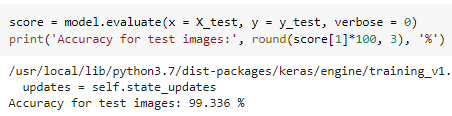 score = model.evaluate(x = X_test, y = y_test, verbose = 0)
print('Accuracy for test images:', round(score[1]*100, 3), '%')
/usr/local/lib/python3.7/dist-packages/keras/engine/training_v1.
updates = self.state_updates
Accuracy for test images: 99.336 %